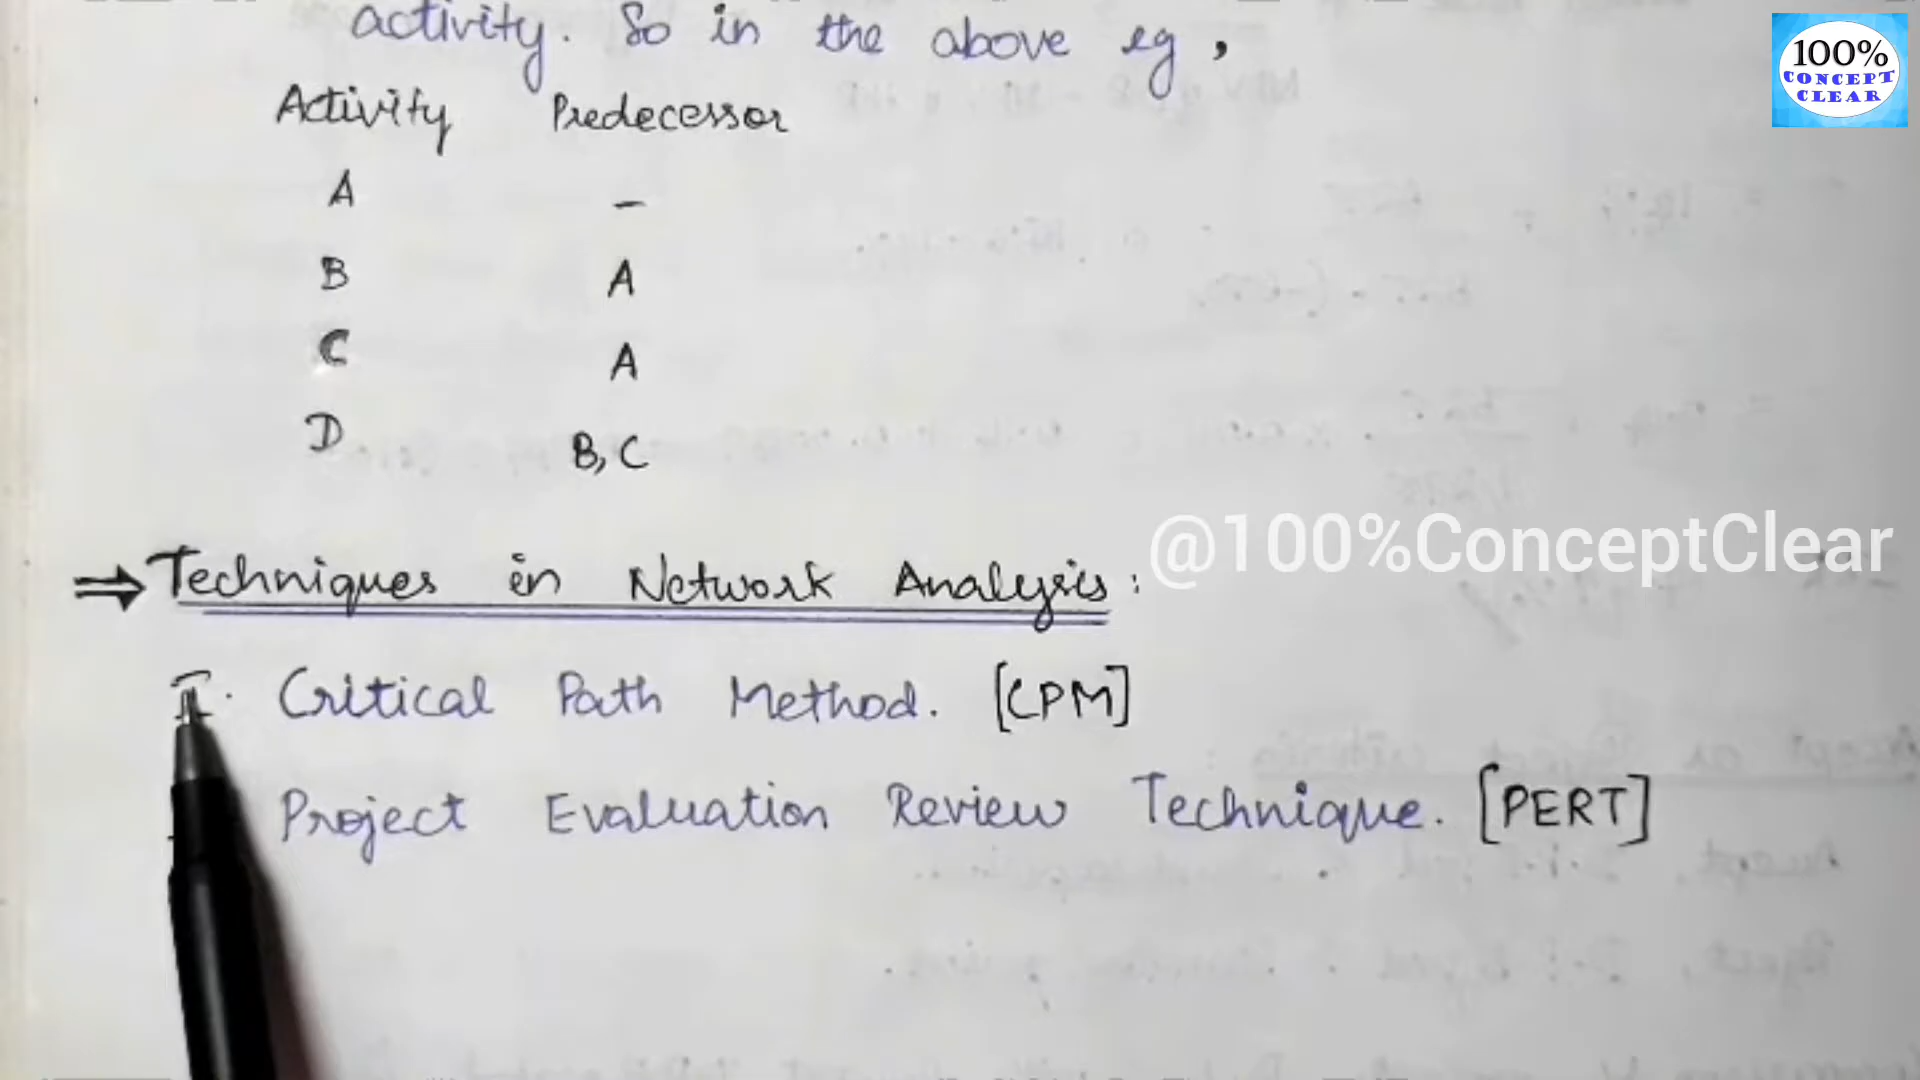 activity. So in the above eg,
Activity Predecessor
A -
B A
C A
D B, C
⇒ Techniques in Network Analysis:
I. Critical Path Method. [CPM]
Project Evaluation Review Technique. [PERT]
100%
CONCEPT
CLEAR
@100%ConceptClear